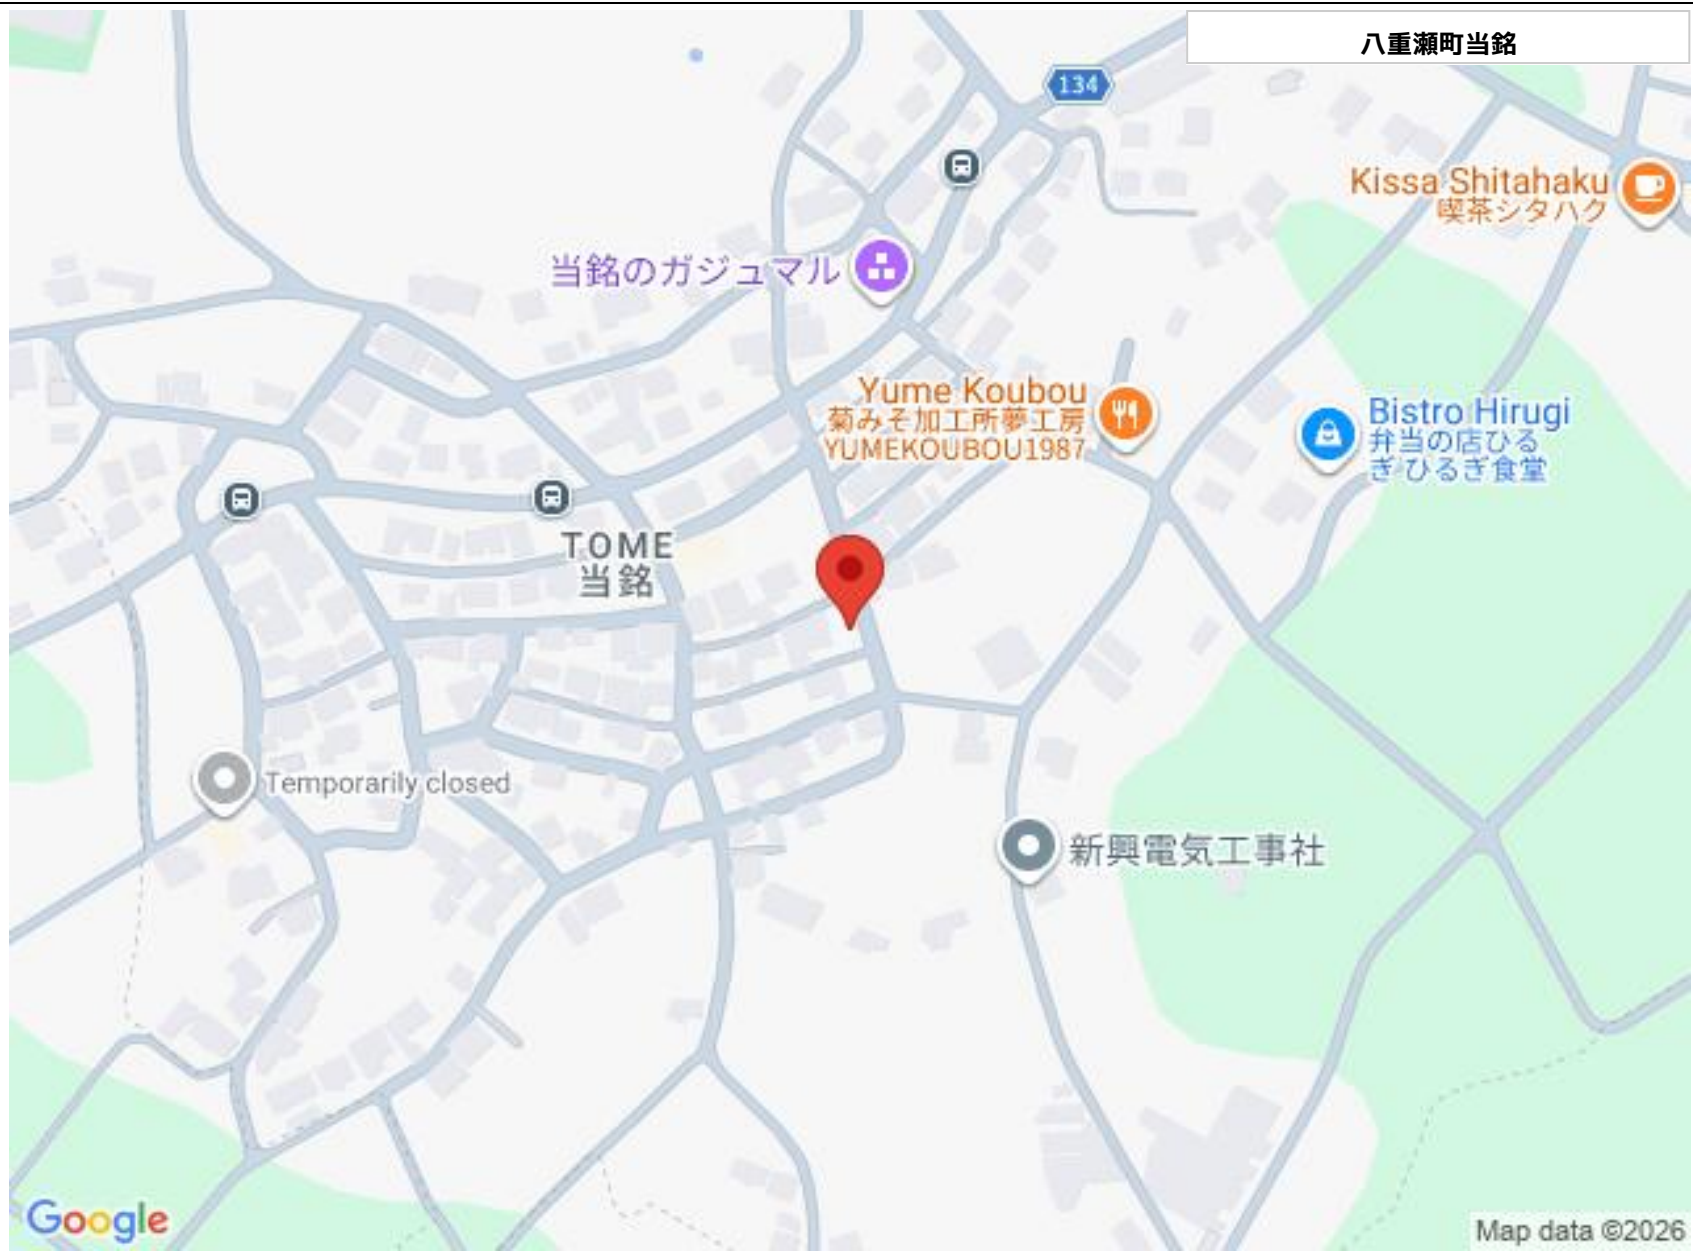 八重瀬町当銘
134
Kissa Shitahaku
喫茶シタハク
当銘のガジュマル
Yume Koubou
菊みそ加工所夢工房
YUMEKOUBOU1987
Bistro Hirugi
弁当の店ひる
ぎ ひるぎ食堂
TOME
当銘
Temporarily closed
新興電気工事社
Google
Map data ©2026